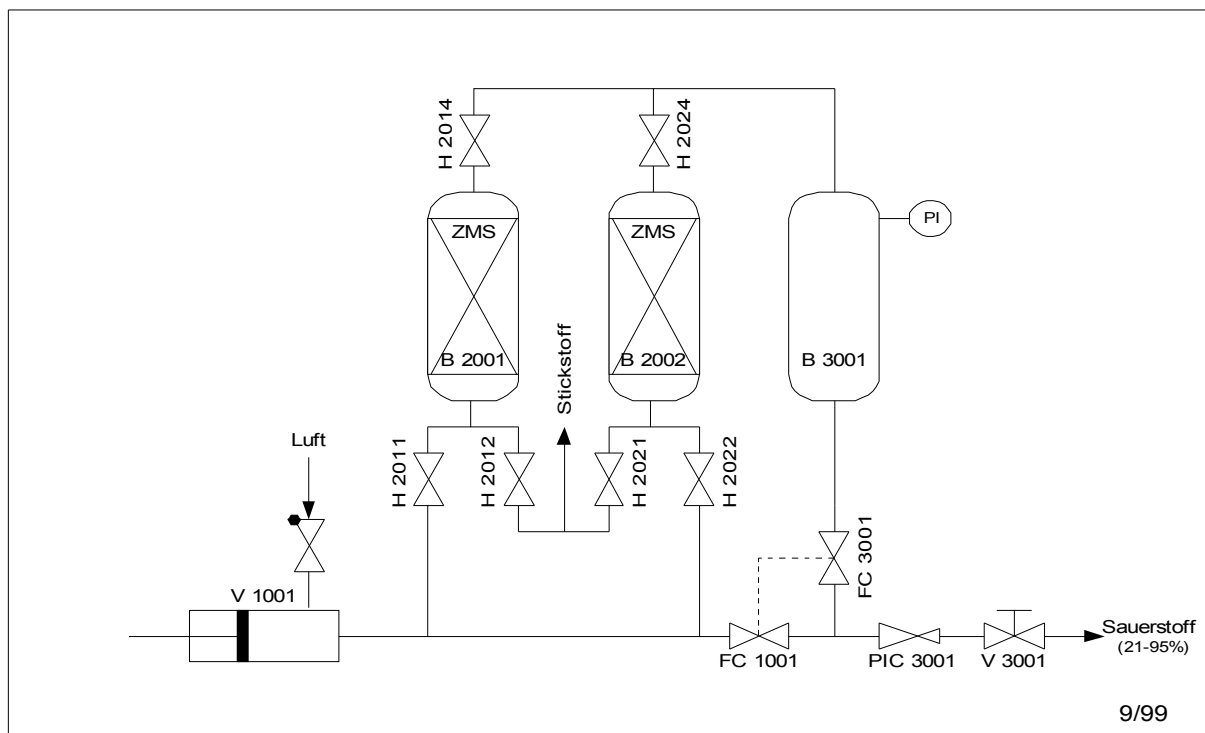 H 2014
H 2024
ZMS
ZMS
PI
B 2001
B 2002
B 3001
Stickstoff
Luft
H 2011
H 2012
H 2021
H 2022
FC 3001
V 1001
FC 1001
PIC 3001
V 3001
Sauerstoff
(21-95%)
9/99